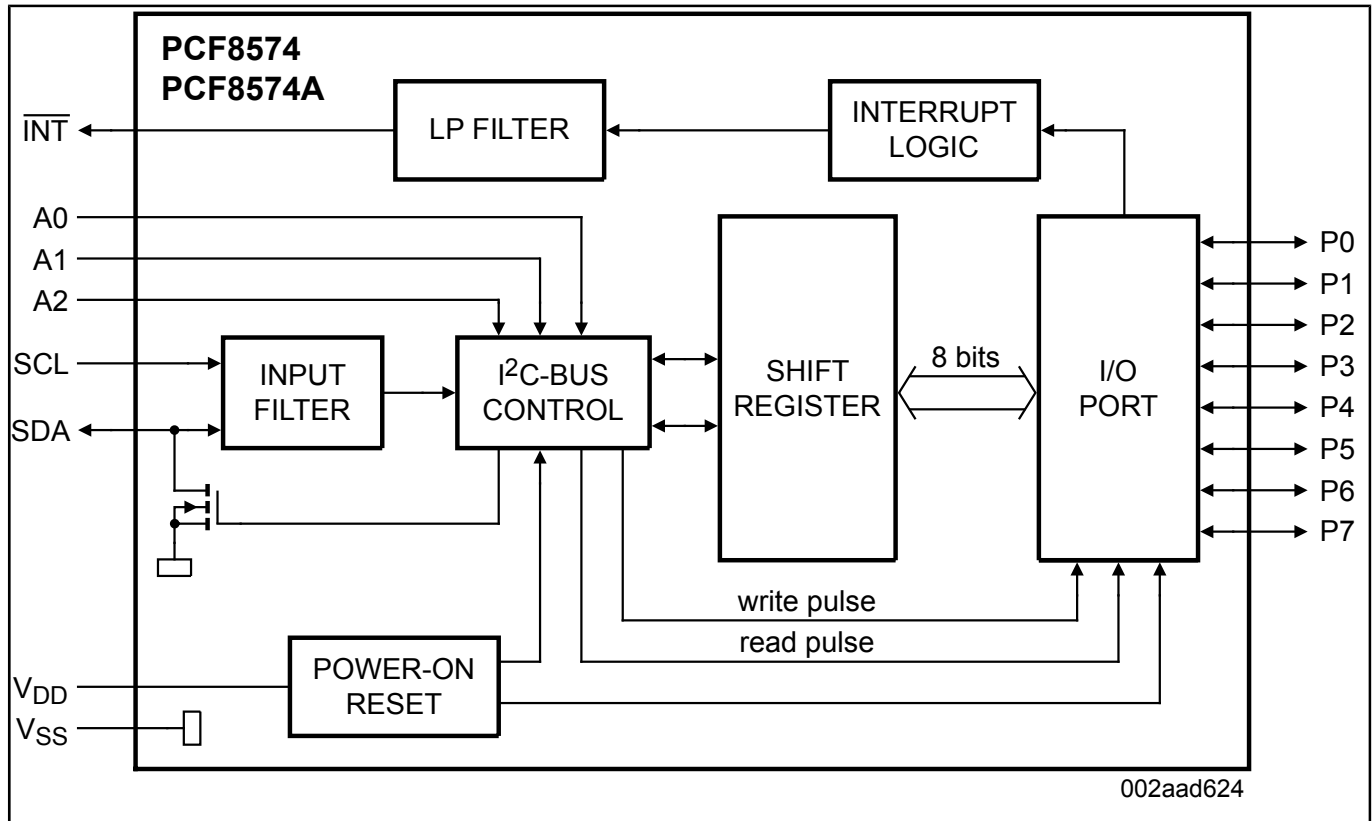 PCF8574
PCF8574A
INT
LP FILTER
INTERRUPT
LOGIC
A0
A1
A2
SCL
SDA
INPUT
FILTER
I²C-BUS
CONTROL
SHIFT
REGISTER
8 bits
I/O
PORT
P0
P1
P2
P3
P4
P5
P6
P7
write pulse
read pulse
POWER-ON
RESET
VDD
VSS
002aad624